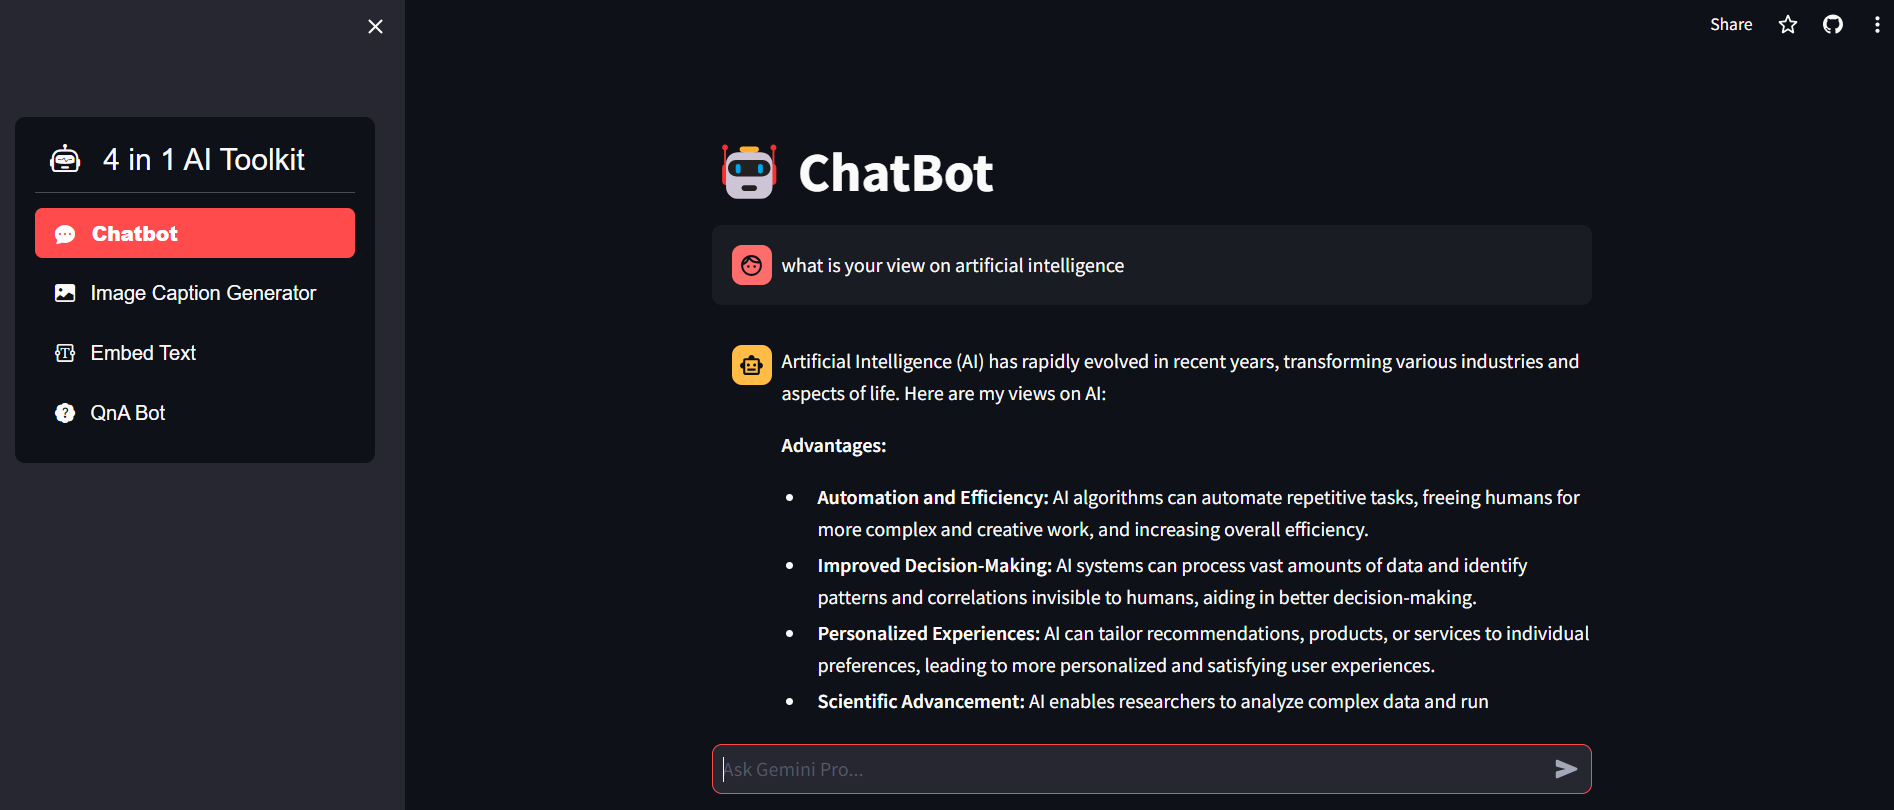 Share
4 in 1 AI Toolkit
Chatbot
Image Caption Generator
Embed Text
QnA Bot
ChatBot
what is your view on artificial intelligence
Artificial Intelligence (AI) has rapidly evolved in recent years, transforming various industries and
aspects of life. Here are my views on AI:
Advantages:
• Automation and Efficiency: AI algorithms can automate repetitive tasks, freeing humans for
more complex and creative work, and increasing overall efficiency.
• Improved Decision-Making: AI systems can process vast amounts of data and identify
patterns and correlations invisible to humans, aiding in better decision-making.
• Personalized Experiences: AI can tailor recommendations, products, or services to individual
preferences, leading to more personalized and satisfying user experiences.
• Scientific Advancement: AI enables researchers to analyze complex data and run
Ask Gemini Pro...